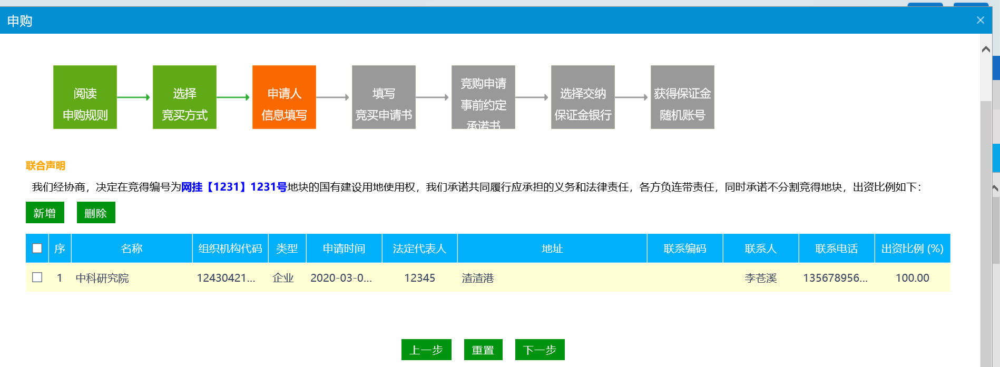 申购
阅读
申购规则
选择
竞买方式
申请人
信息填写
填写
竞买申请书
竞购申请
事前约定
承诺书
选择交纳
保证金银行
获得保证金
随机账号
联合声明
我们经协商，决定在竞得编号为网挂【1231】1231号地块的国有建设用地使用权，我们承诺共同履行应承担的义务和法律责任，各方负连带责任，同时承诺不分割竞得地块，出资比例如下：
新增 删除
序 名称 组织机构代码 类型 申请时间 法定代表人 地址 联系编码 联系人 联系电话 出资比例 (%)
1 中科研究院 12430421... 企业 2020-03-0... 12345 渣渣港 李苍溪 135678956... 100.00
上一步 重置 下一步